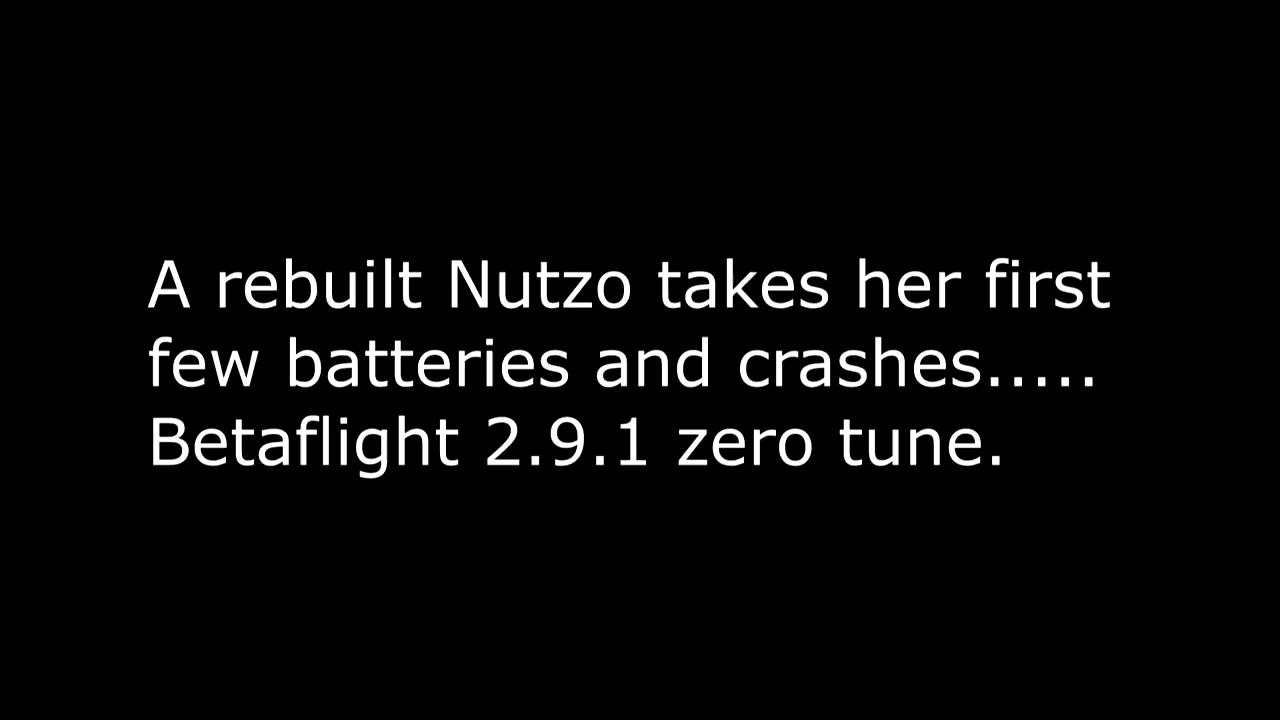 A rebuilt Nutzo takes her first
few batteries and crashes.....
Betaflight 2.9.1 zero tune.